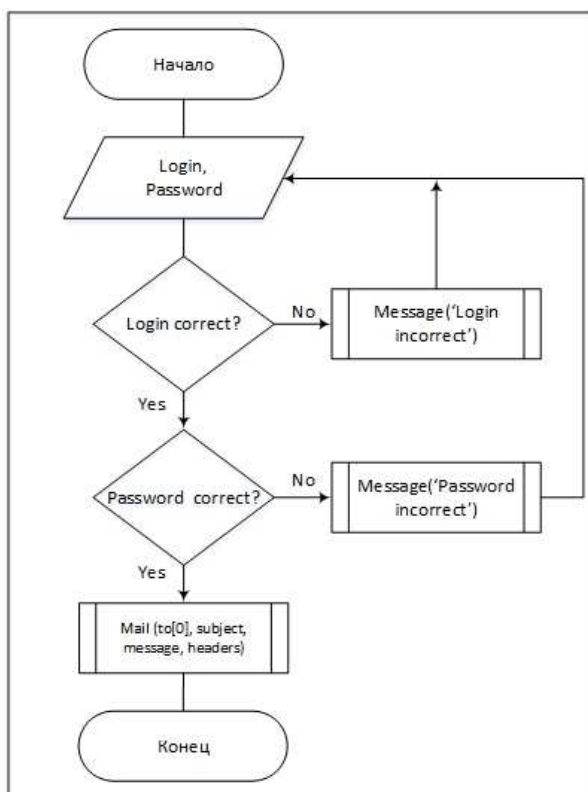 Начало
Login,
Password
Login correct?
No
Message(‘Login
incorrect’)
Yes
Password correct?
No
Message(‘Password
incorrect’)
Yes
Mail (to[0], subject,
message, headers)
Конец